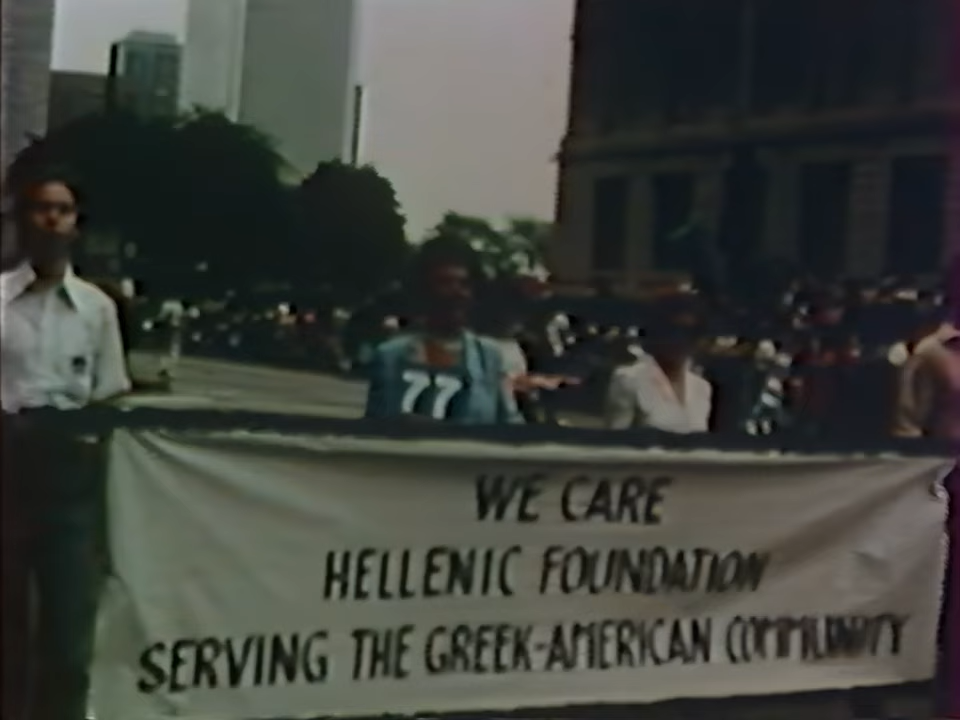 77
WE CARE
HELLENIC FOUNDATION
SERVING THE GREEK-AMERICAN COMMUNITY